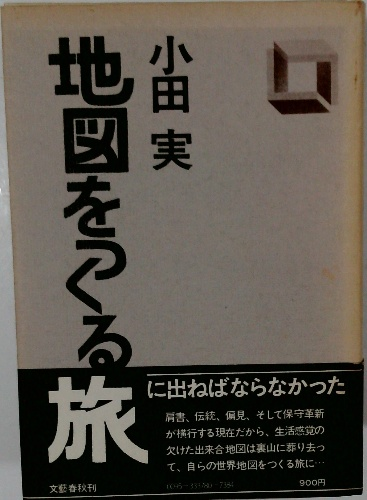 小田 実
地図をつくる旅
に出ねばならなかった
肩書、伝統、偏見、そして保守革新
が横行する現在だから、生活感覚の
欠けた出来合地図は裏山に葬り去っ
て、自らの世界地図をつくる旅に…
文藝春秋刊
900円